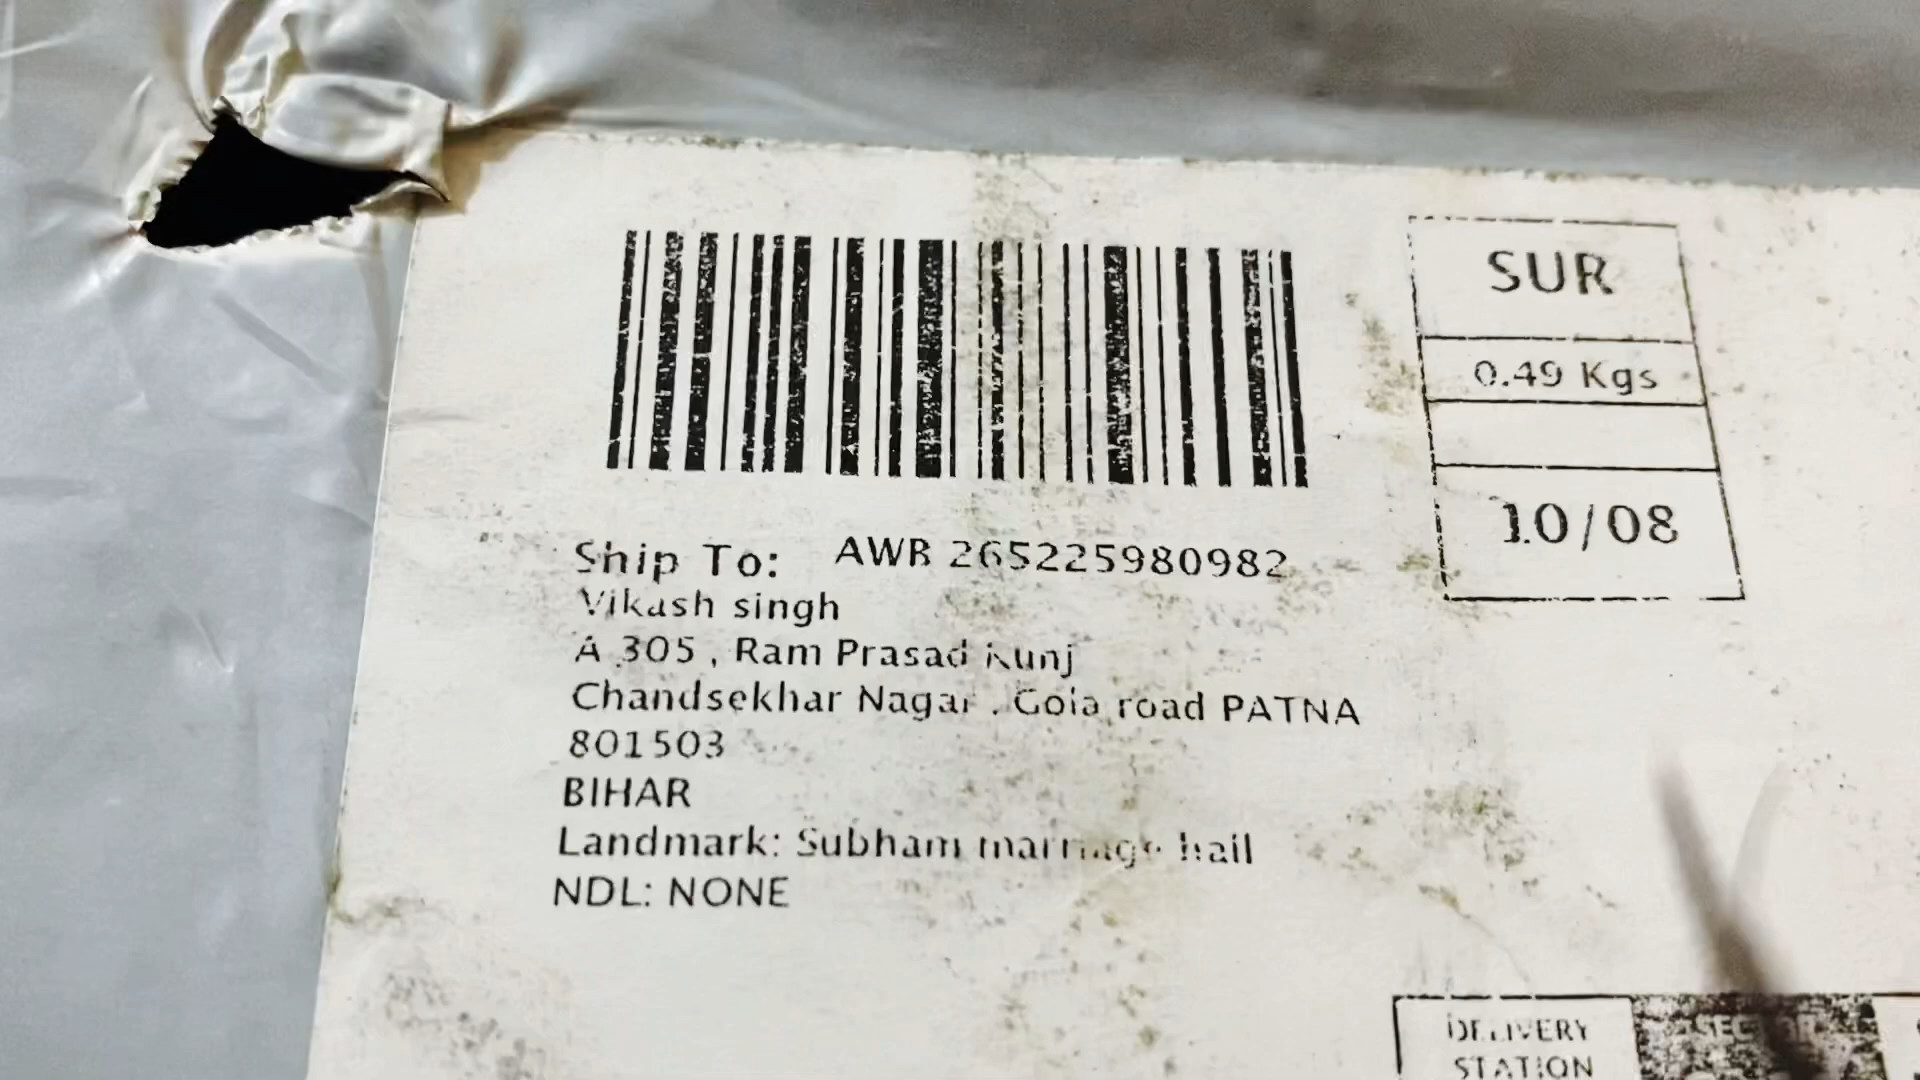 SUR
0.49 Kgs
10/08
Ship To: AWB 265225980982
Vikash singh
A 305 , Ram Prasad Kunj
Chandsekhar Nagar , Gola road PATNA
801503
BIHAR
Landmark: Subham marriage hall
NDL: NONE
DELIVERY
STATION